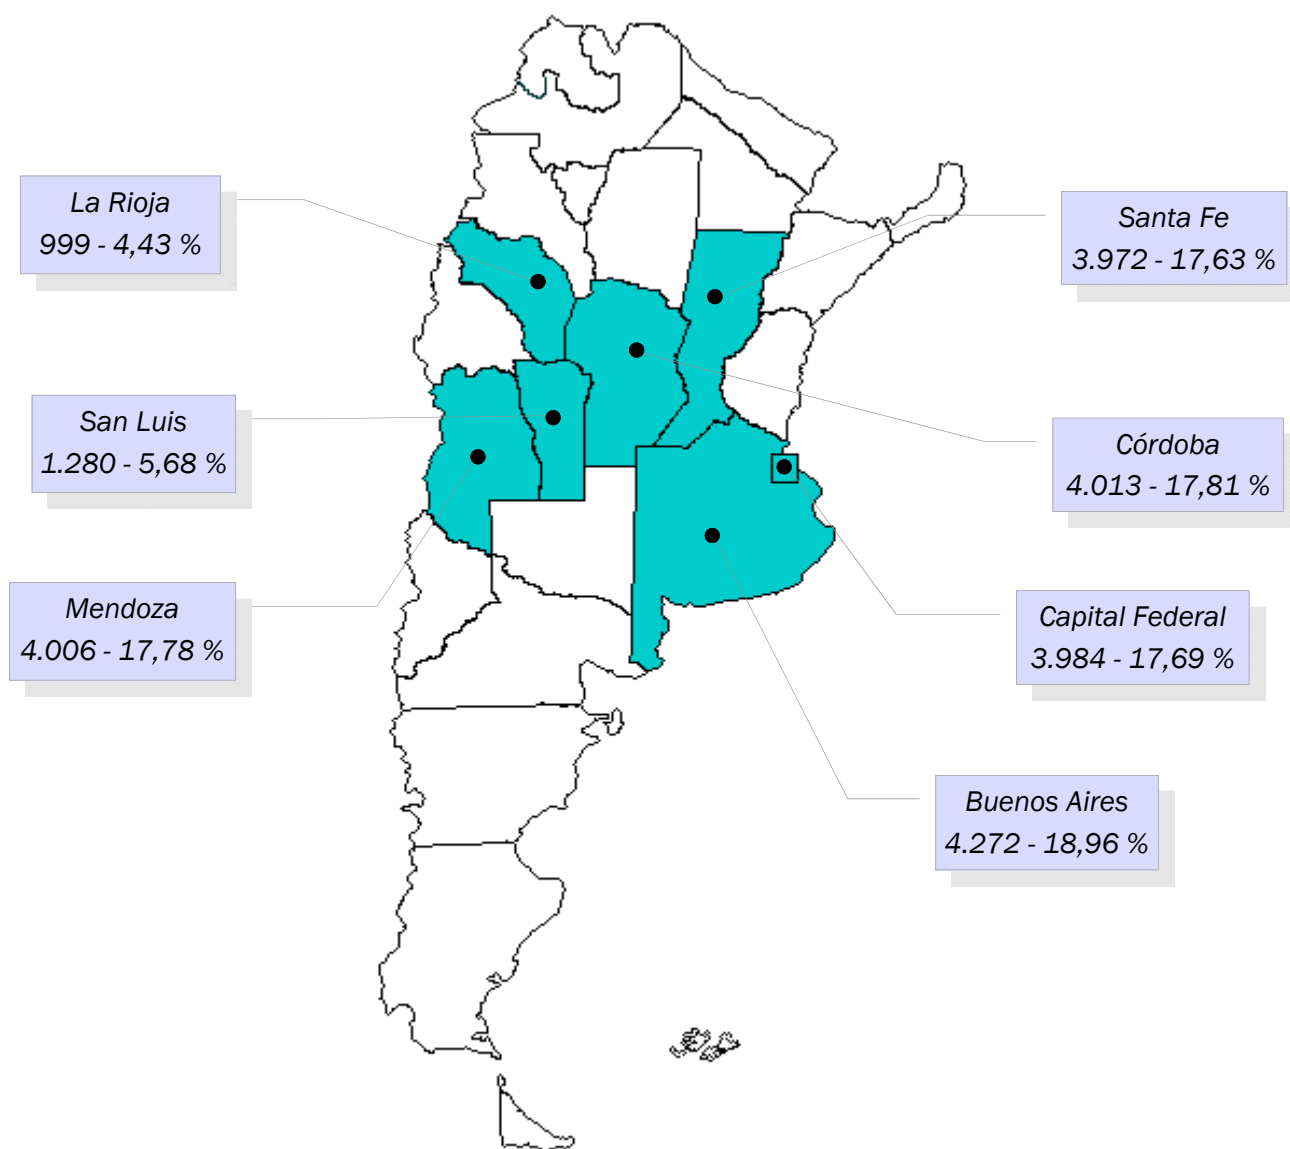 La Rioja
999 - 4,43 %
Santa Fe
3.972 - 17,63 %
San Luis
1.280 - 5,68 %
Córdoba
4.013 - 17,81 %
Mendoza
4.006 - 17,78 %
Capital Federal
3.984 - 17,69 %
Buenos Aires
4.272 - 18,96 %